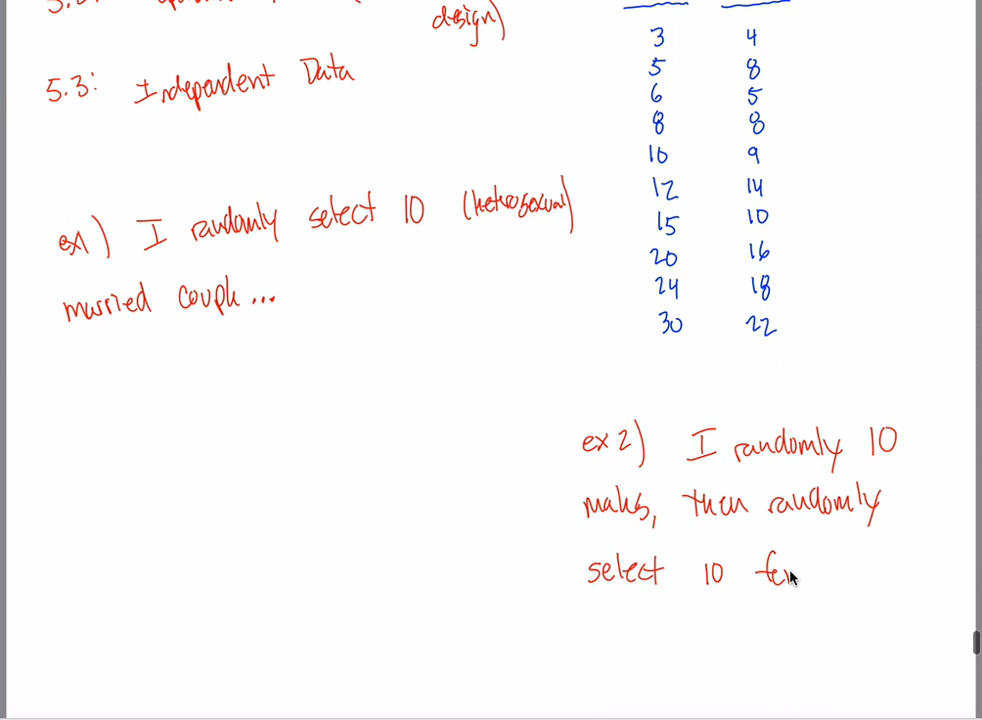 design)
5.3: Independent Data
3 4
5 8
6 5
8 8
10 9
12 14
15 10
20 16
24 18
30 22
ex1) I randomly select 10 (heterosexual)
married couple...
ex 2) I randomly 10
males, then randomly
select 10 fe